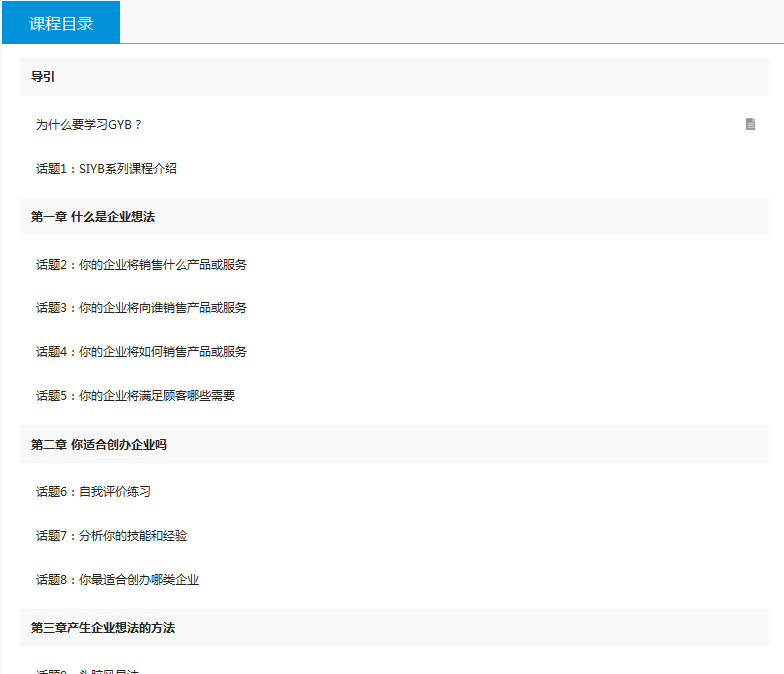 课程目录
导引
为什么要学习GYB？
话题1：SIYB系列课程介绍
第一章 什么是企业想法
话题2：你的企业将销售什么产品或服务
话题3：你的企业将向谁销售产品或服务
话题4：你的企业将如何销售产品或服务
话题5：你的企业将满足顾客哪些需要
第二章 你适合创办企业吗
话题6：自我评价练习
话题7：分析你的技能和经验
话题8：你最适合创办哪类企业
第三章产生企业想法的方法